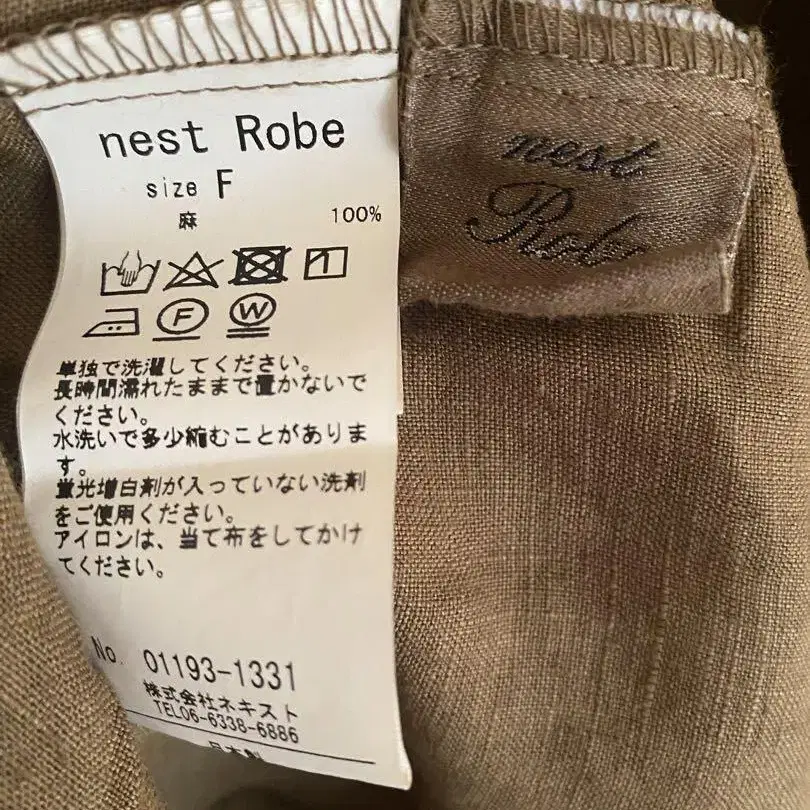 nest Robe
size F
麻 100%
F W
単独で洗濯してください。
長時間濡れたままで置かないで
ください。
水洗いで多少縮むことがありま
す。
蛍光増白剤が入っていない洗剤
をご使用ください。
アイロンは、当て布をしてかけ
てください。
No. 01193-1331
株式会社ネキスト
TEL06-6338-6886
日本製
nest
Robe